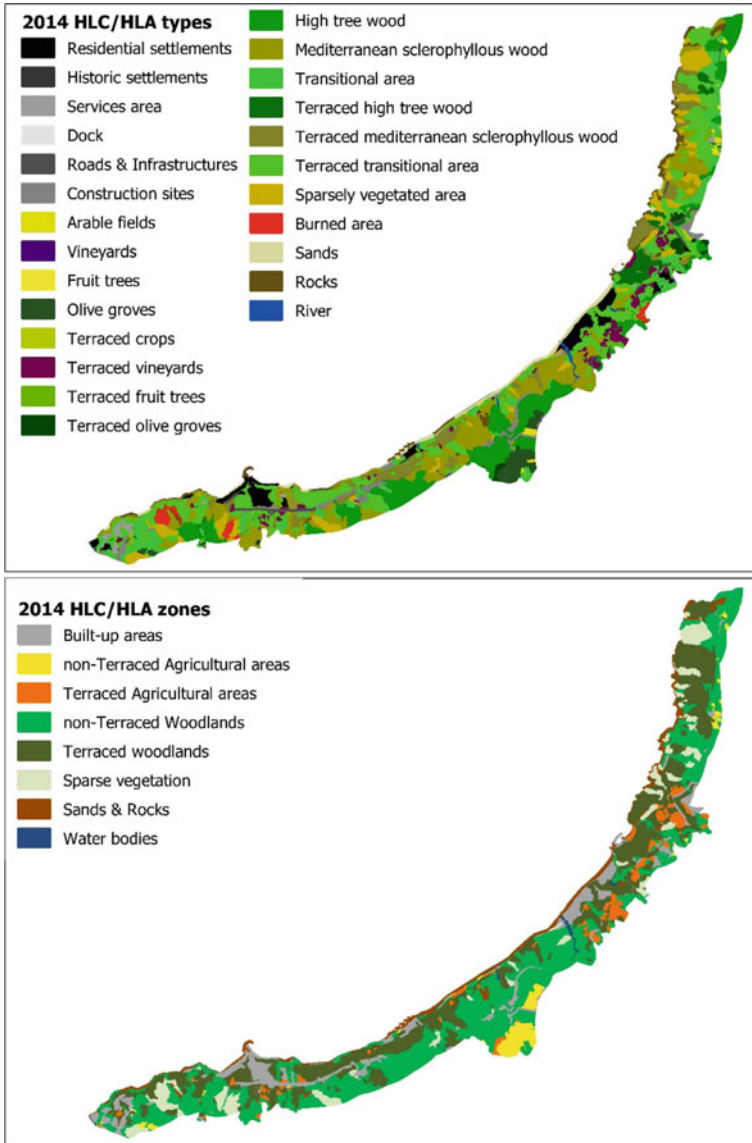 2014 HLC/HLA types
Residential settlements
Historic settlements
Services area
Dock
Roads & Infrastructures
Construction sites
Arable fields
Vineyards
Fruit trees
Olive groves
Terraced crops
Terraced vineyards
Terraced fruit trees
Terraced olive groves
High tree wood
Mediterranean sclerophyllous wood
Transitional area
Terraced high tree wood
Terraced mediterranean sclerophyllous wood
Terraced transitional area
Sparsely vegetated area
Burned area
Sands
Rocks
River
2014 HLC/HLA zones
Built-up areas
non-Terraced Agricultural areas
Terraced Agricultural areas
non-Terraced Woodlands
Terraced woodlands
Sparse vegetation
Sands & Rocks
Water bodies